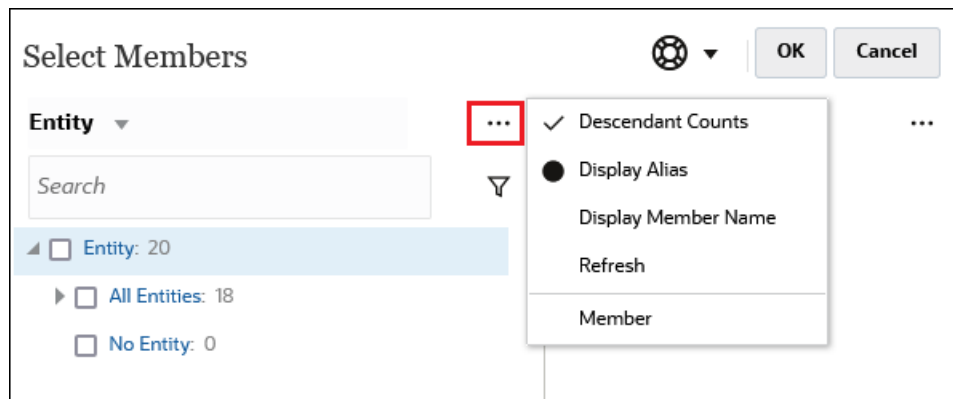 Select Members
OK
Cancel
Entity
Descendant Counts
Display Alias
Search
Display Member Name
Entity: 20
Refresh
All Entities: 18
Member
No Entity: 0